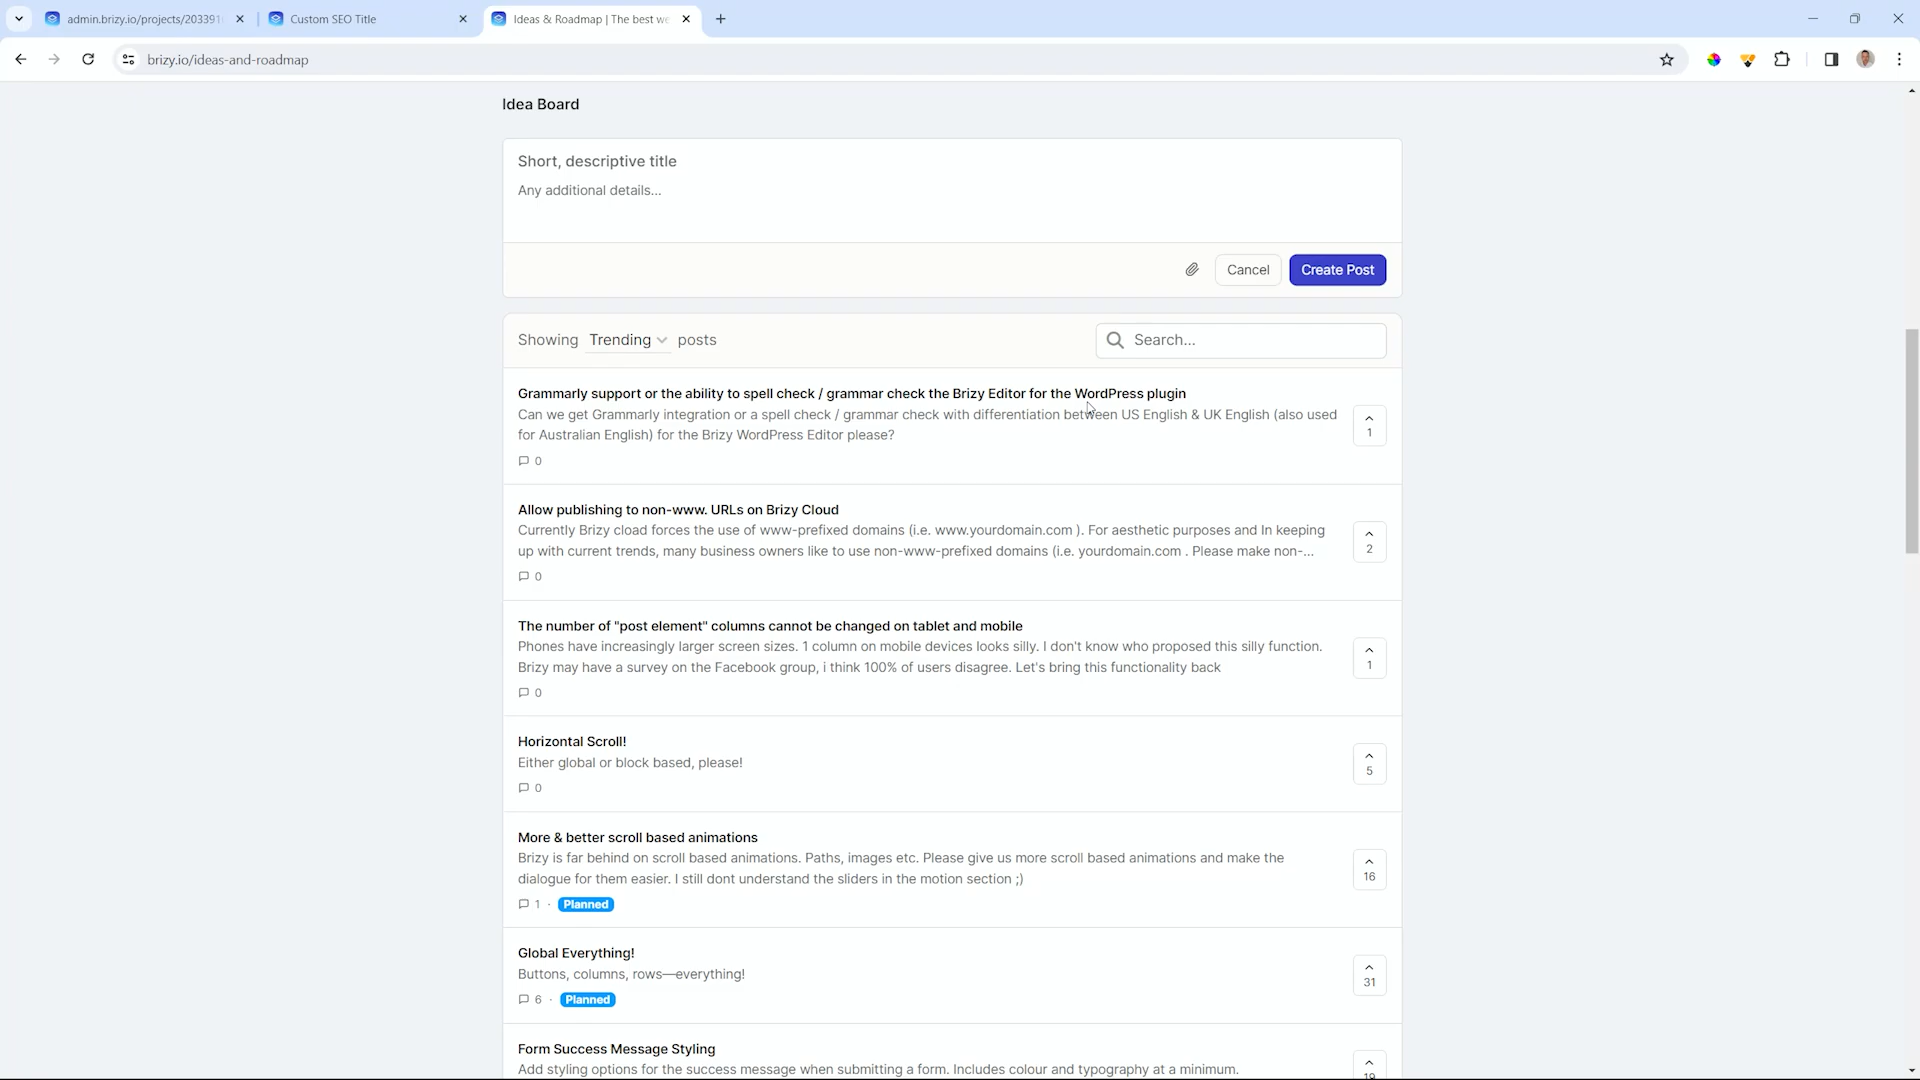 admin.brizy.io/projects/203391
Custom SEO Title
Ideas & Roadmap | The best we
brizy.io/ideas-and-roadmap
Idea Board
Short, descriptive title
Any additional details...
Cancel
Create Post
Showing Trending posts
Search...
Grammarly support or the ability to spell check / grammar check the Brizy Editor for the WordPress plugin
Can we get Grammarly integration or a spell check / grammar check with differentiation between US English & UK English (also used
for Australian English) for the Brizy WordPress Editor please?
1
0
Allow publishing to non-www. URLs on Brizy Cloud
Currently Brizy cload forces the use of www-prefixed domains (i.e. www.yourdomain.com ). For aesthetic purposes and In keeping
up with current trends, many business owners like to use non-www-prefixed domains (i.e. yourdomain.com . Please make non-...
2
0
The number of "post element" columns cannot be changed on tablet and mobile
Phones have increasingly larger screen sizes. 1 column on mobile devices looks silly. I don't know who proposed this silly function.
Brizy may have a survey on the Facebook group, i think 100% of users disagree. Let's bring this functionality back
1
0
Horizontal Scroll!
Either global or block based, please!
5
0
More & better scroll based animations
Brizy is far behind on scroll based animations. Paths, images etc. Please give us more scroll based animations and make the
dialogue for them easier. I still dont understand the sliders in the motion section ;)
16
1 · Planned
Global Everything!
Buttons, columns, rows—everything!
31
6 · Planned
Form Success Message Styling
Add styling options for the success message when submitting a form. Includes colour and typography at a minimum.
19